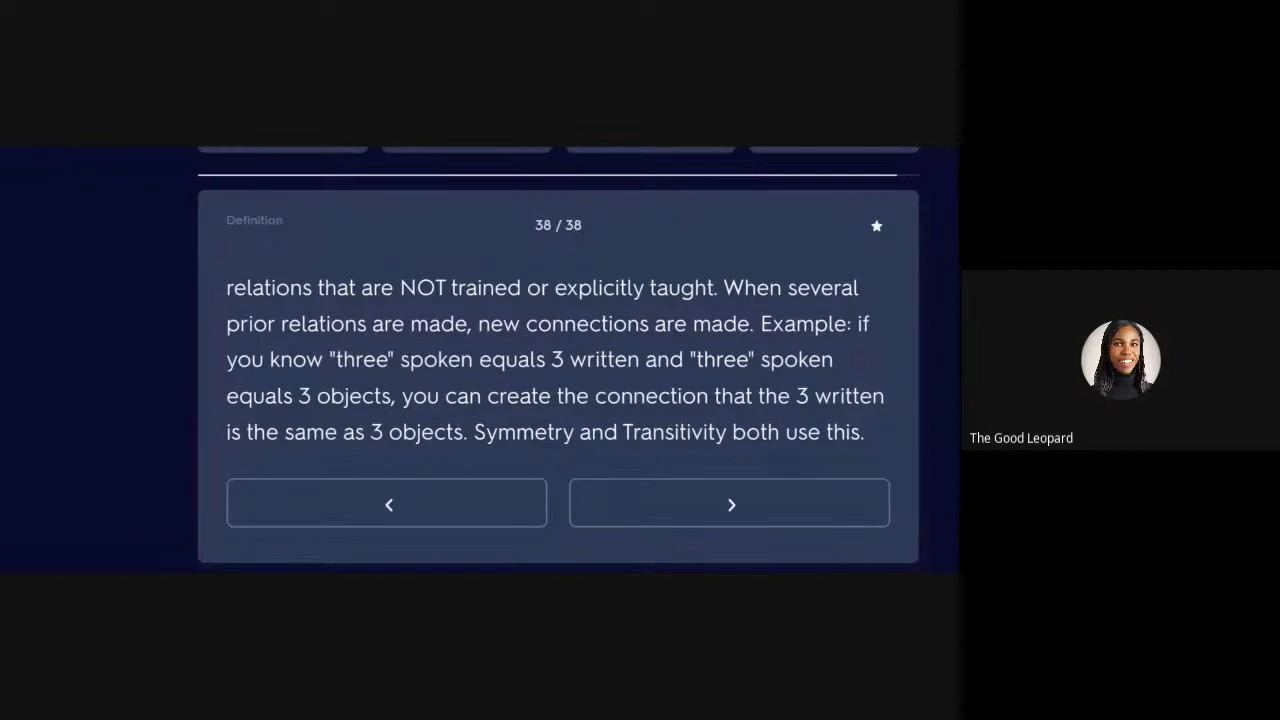 Definition
38 / 38
relations that are NOT trained or explicitly taught. When several
prior relations are made, new connections are made. Example: if
you know "three" spoken equals 3 written and "three" spoken
equals 3 objects, you can create the connection that the 3 written
is the same as 3 objects. Symmetry and Transitivity both use this.
The Good Leopard